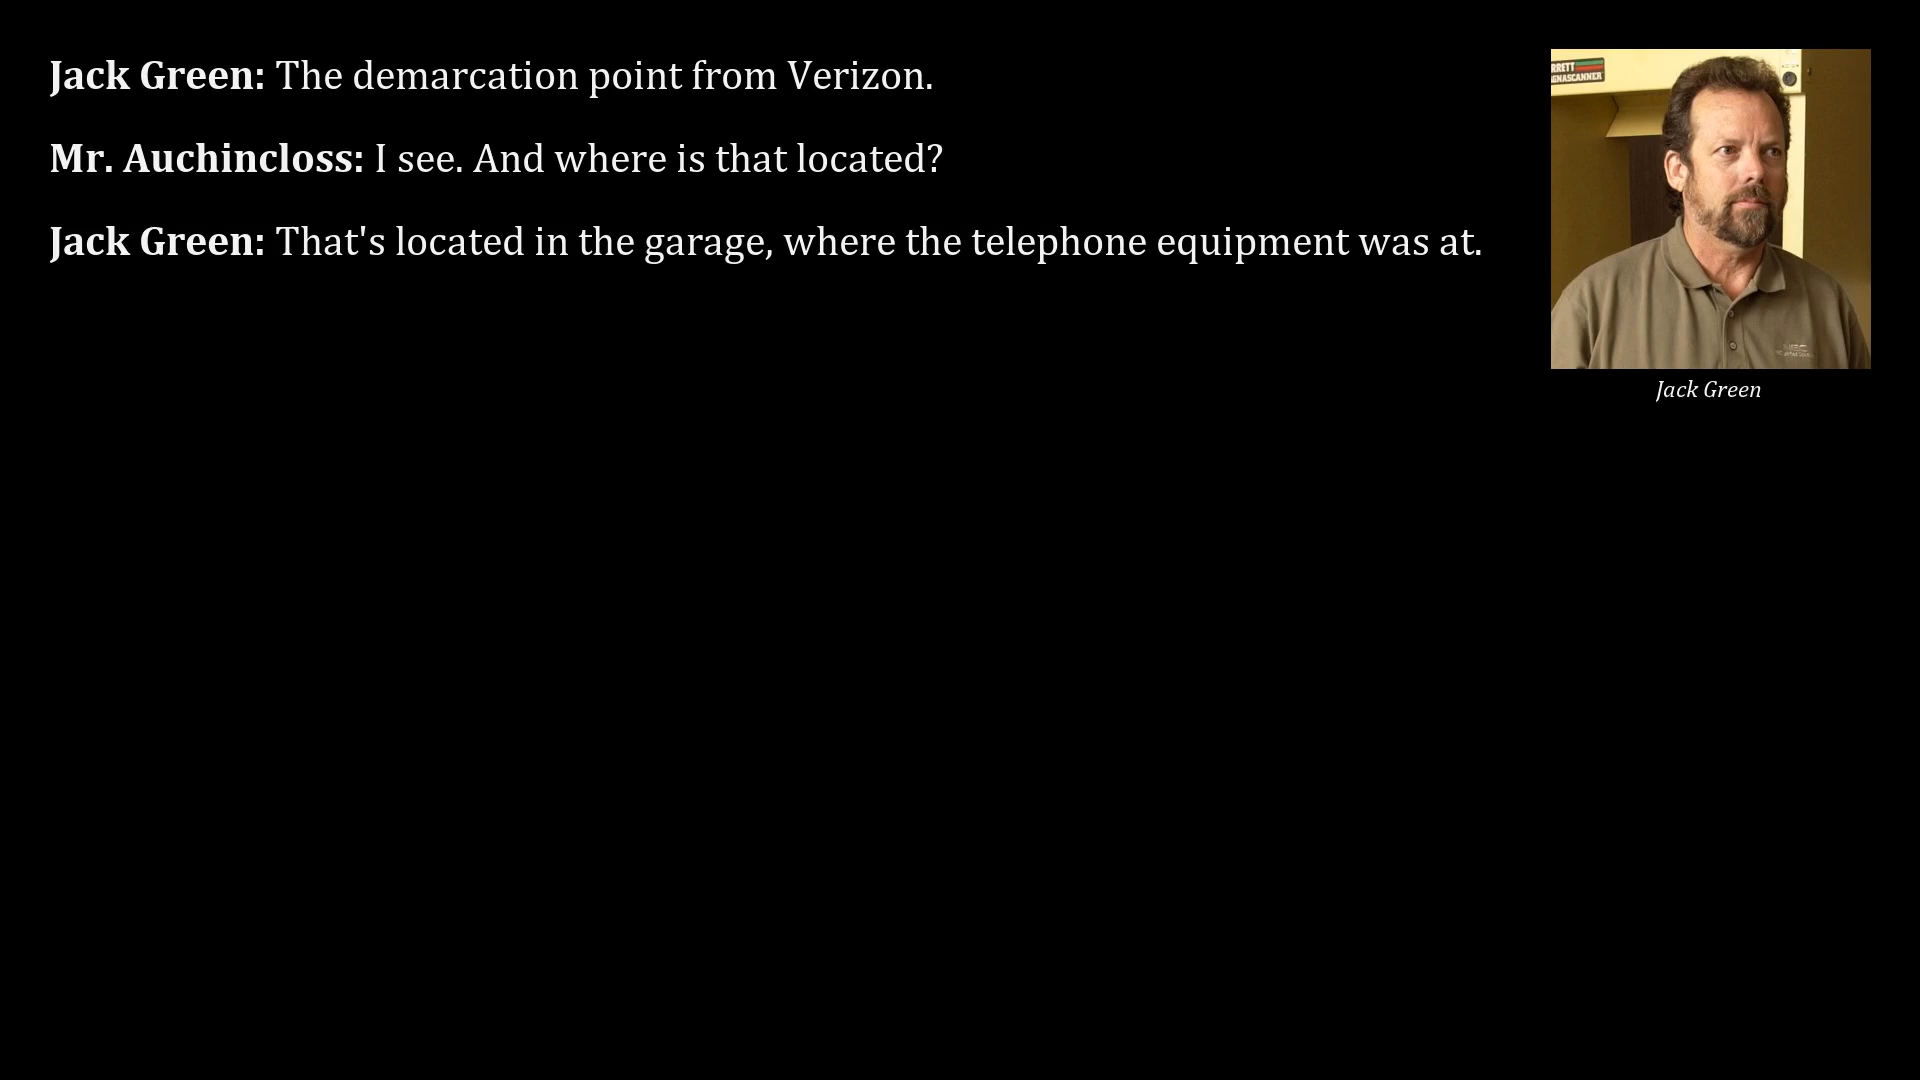 Jack Green: The demarcation point from Verizon.
Mr. Auchincloss: I see. And where is that located?
Jack Green: That's located in the garage, where the telephone equipment was at.
Jack Green